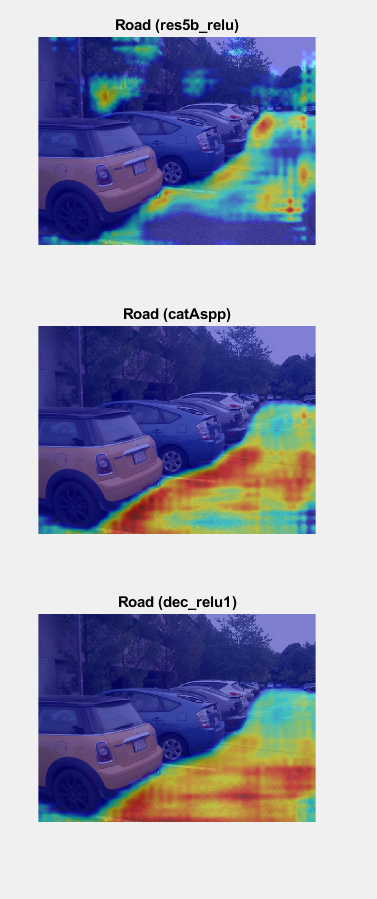 Road (res5b_relu)
Road (catAspp)
Road (dec_relu1)